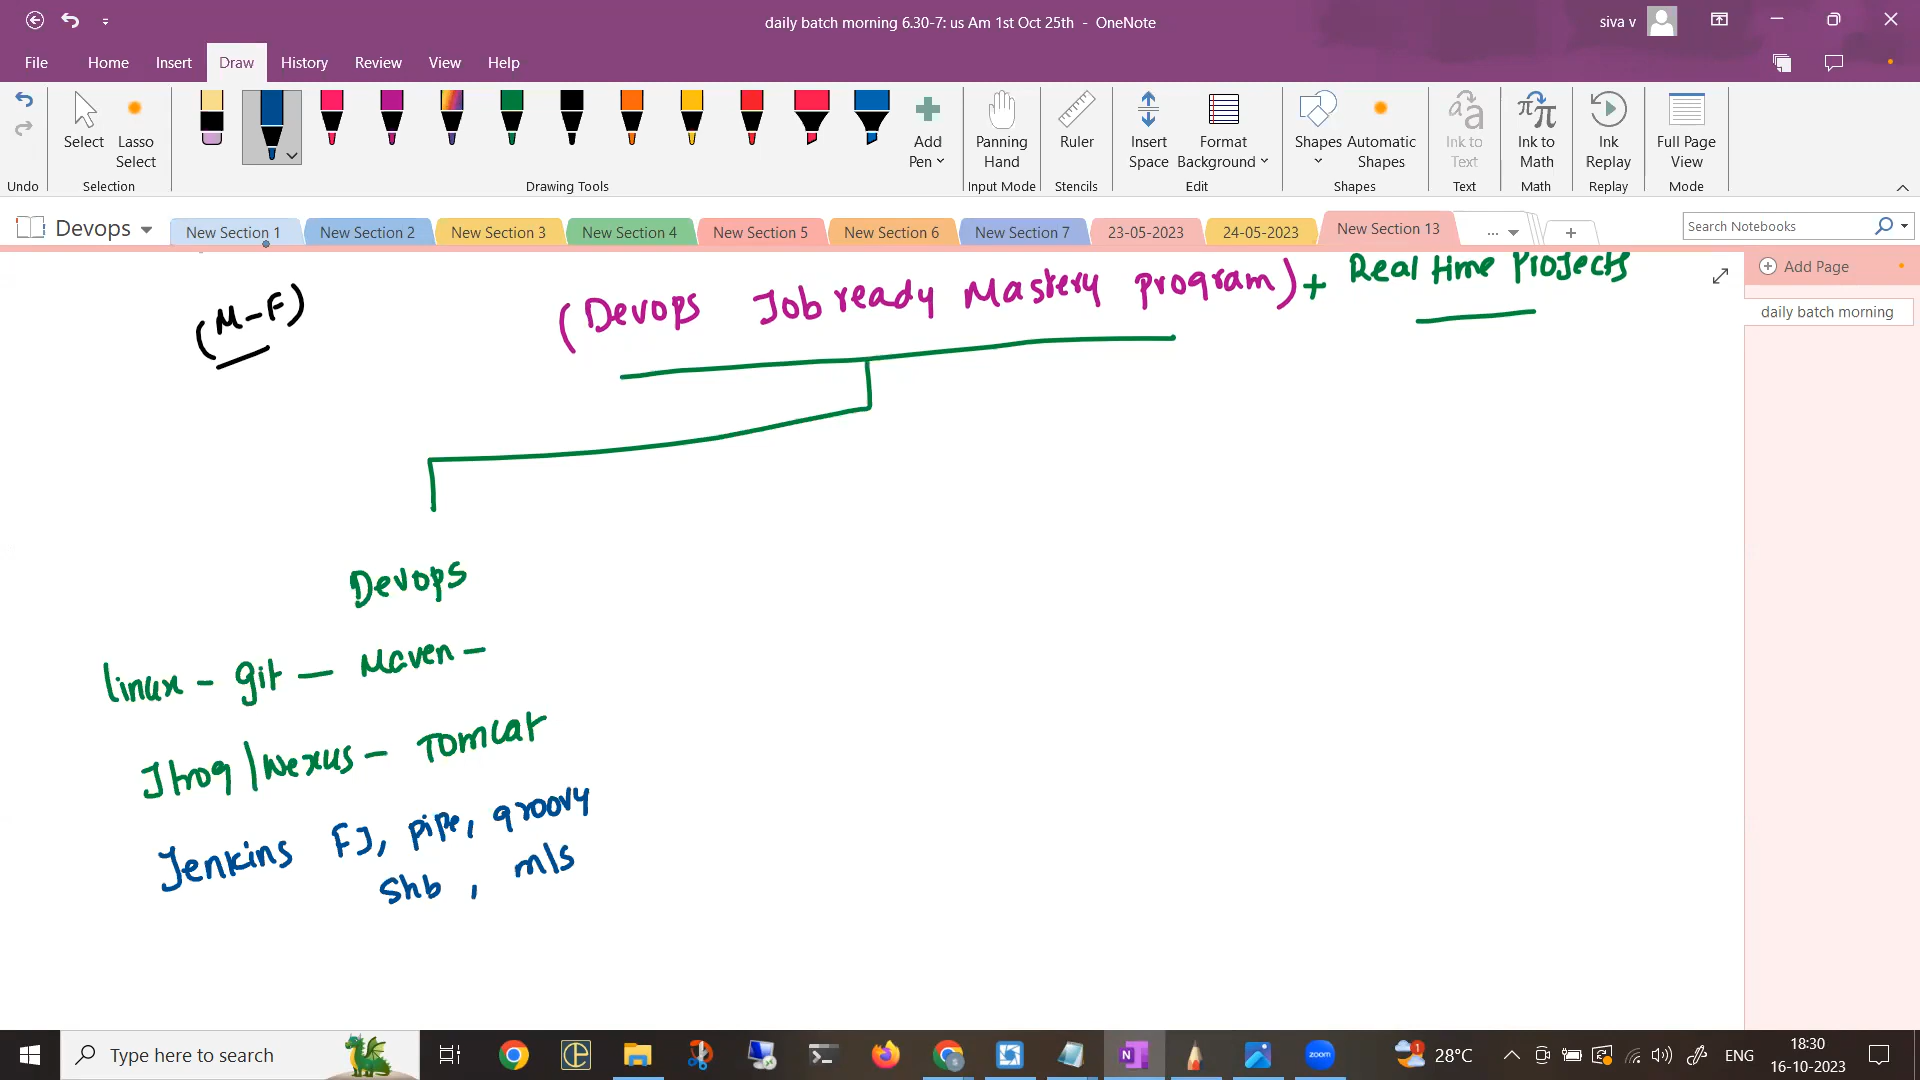 daily batch morning 6.30-7: us Am 1st Oct 25th - OneNote
siva v
File Home Insert Draw History Review View Help
Select
Lasso Select
Add Pen
Panning Hand
Ruler
Insert Space
Format Background
Shapes
Automatic Shapes
Ink to Text
Ink to Math
Ink Replay
Full Page View
Undo Selection Drawing Tools Input Mode Stencils Edit Shapes Text Math Replay Mode
Devops New Section 1 New Section 2 New Section 3 New Section 4 New Section 5 New Section 6 New Section 7 23-05-2023 24-05-2023 New Section 13 ... Search Notebooks
Add Page
daily batch morning
(M-F)
(Devops Job ready Mastery program) + Real time Projects
Devops
linux - git - Maven -
Jfrog/Nexus - Tomcat
Jenkins FJ, pipe, groovy
shb, mls
Type here to search
zoom
28°C
ENG
18:30
16-10-2023